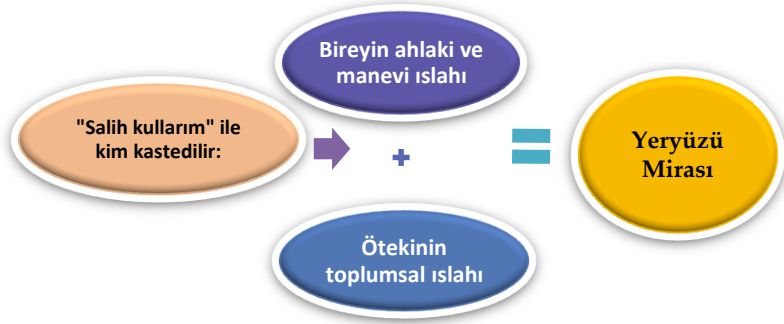 "Salih kullarım" ile
kim kastedilir:
Bireyin ahlaki ve
manevi ıslahı
+
Ötekinin
toplumsal ıslahı
=
Yeryüzü
Mirası